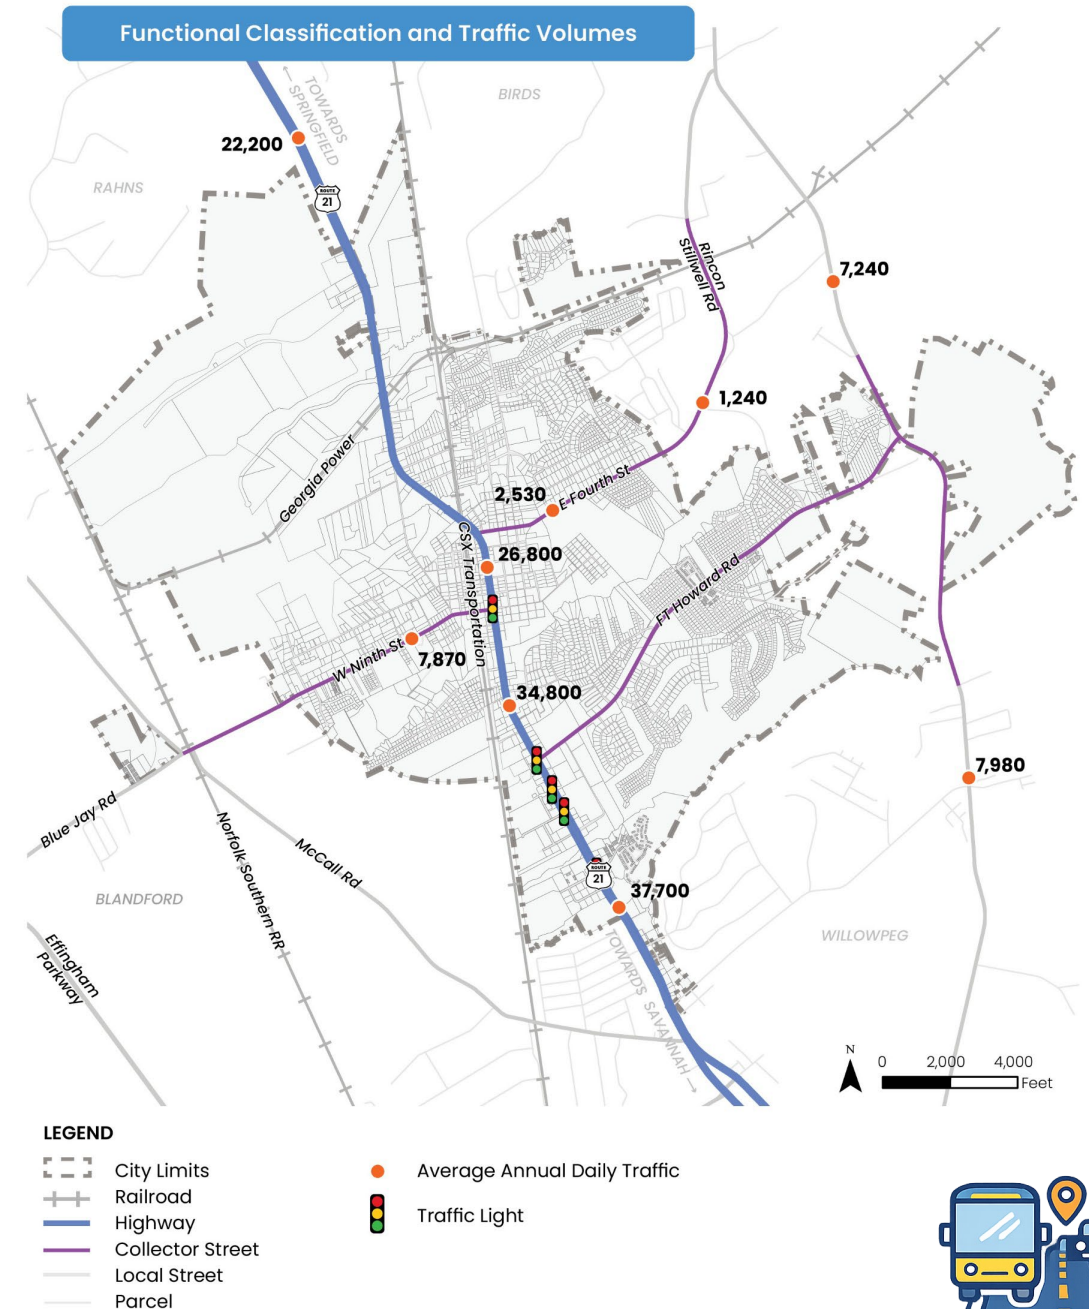 Functional Classification and Traffic Volumes
← TOWARDS
SPRINGFIELD
BIRDS
22,200
RAHNS
ROUTE
21
Rincon
Stillwell Rd
7,240
1,240
Georgia Power
2,530
E Fourth St
CSX Transportation
26,800
FT Howard Rd
W Ninth St
7,870
34,800
7,980
Blue Jay Rd
Norfolk Southern RR
McCall Rd
ROUTE
21
37,700
BLANDFORD
WILLOWPEG
Effingham
Parkway
TOWARDS SAVANNAH →
N
0 2,000 4,000
Feet
LEGEND
City Limits
Railroad
Highway
Collector Street
Local Street
Parcel
Average Annual Daily Traffic
Traffic Light